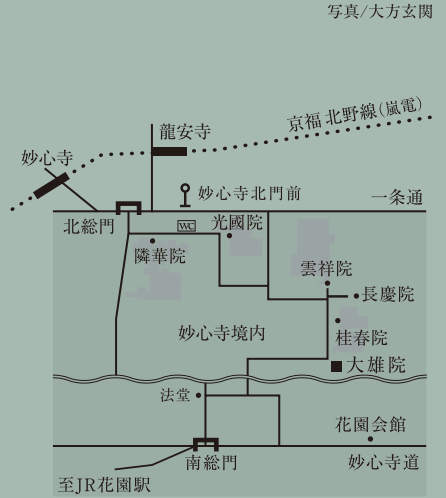 写真/大方玄関
京福 北野線(嵐電)
龍安寺
妙心寺
妙心寺北門前
一条通
北総門
WC
光國院
隣華院
雲祥院
長慶院
妙心寺境内
桂春院
大雄院
法堂
花園会館
南総門
妙心寺道
至JR花園駅